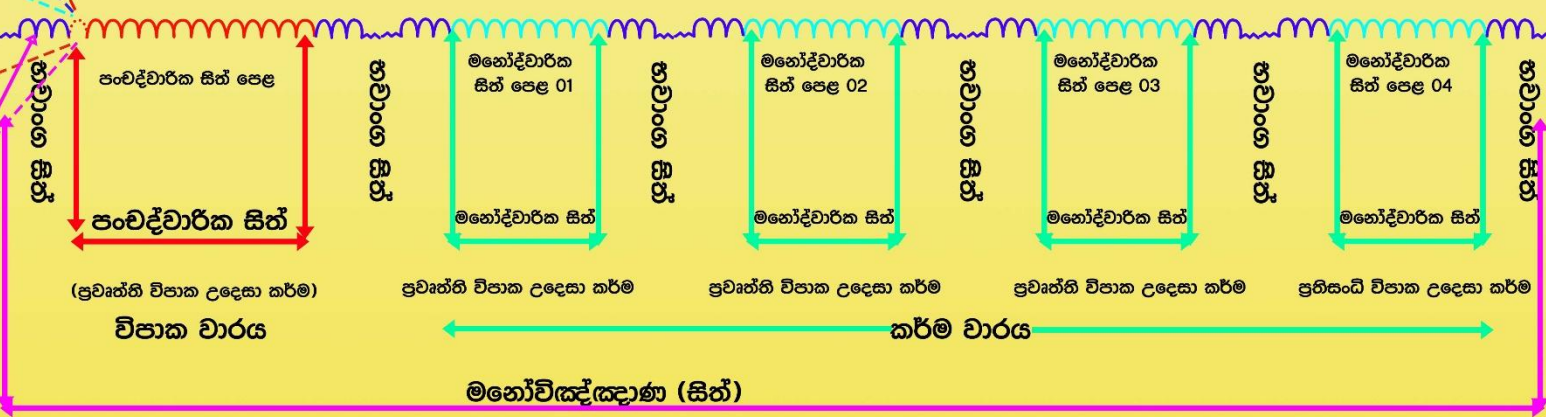 භවාංග සිත්
පංචද්වාරික සිත් පෙළ
භවාංග සිත්
මනෝද්වාරික
සිත් පෙළ 01
භවාංග සිත්
මනෝද්වාරික
සිත් පෙළ 02
භවාංග සිත්
මනෝද්වාරික
සිත් පෙළ 03
භවාංග සිත්
මනෝද්වාරික
සිත් පෙළ 04
භවාංග සිත්
පංචද්වාරික සිත්
මනෝද්වාරික සිත්
මනෝද්වාරික සිත්
මනෝද්වාරික සිත්
මනෝද්වාරික සිත්
(ප්‍රවෘත්ති විපාක උදෙසා කර්ම)
ප්‍රවෘත්ති විපාක උදෙසා කර්ම
ප්‍රවෘත්ති විපාක උදෙසා කර්ම
ප්‍රවෘත්ති විපාක උදෙසා කර්ම
ප්‍රතිසංධි විපාක උදෙසා කර්ම
විපාක වාරය
කර්ම වාරය
මනෝවිඤ්ඤාණ (සිත්)